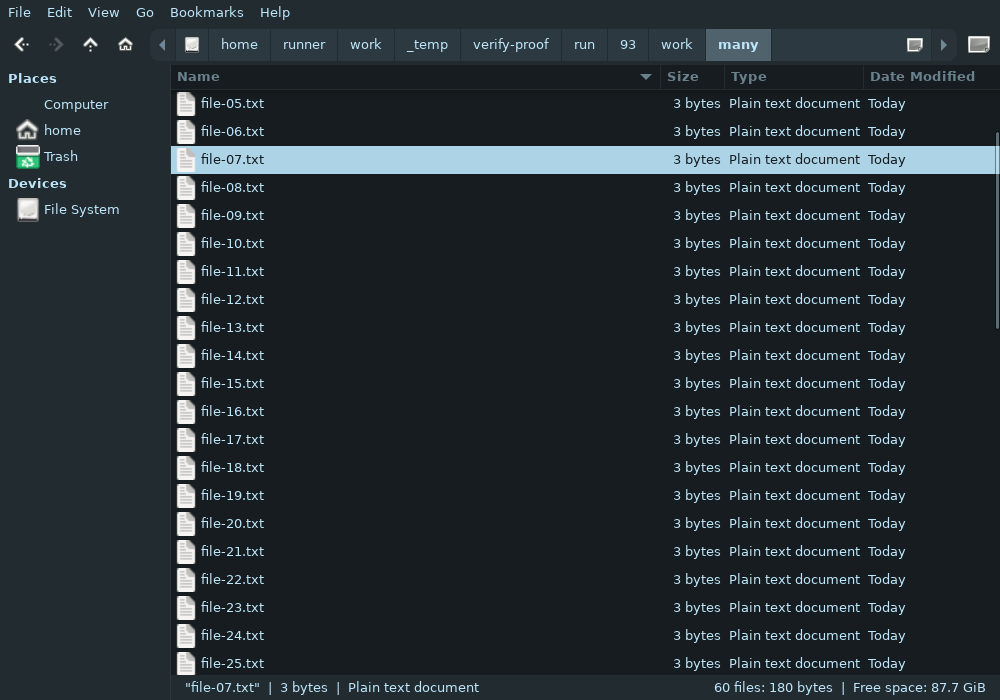 File Edit View Go Bookmarks Help
home runner work _temp verify-proof run 93 work many
Places
Computer
home
Trash
Devices
File System
Name Size Type Date Modified
file-05.txt 3 bytes Plain text document Today
file-06.txt 3 bytes Plain text document Today
file-07.txt 3 bytes Plain text document Today
file-08.txt 3 bytes Plain text document Today
file-09.txt 3 bytes Plain text document Today
file-10.txt 3 bytes Plain text document Today
file-11.txt 3 bytes Plain text document Today
file-12.txt 3 bytes Plain text document Today
file-13.txt 3 bytes Plain text document Today
file-14.txt 3 bytes Plain text document Today
file-15.txt 3 bytes Plain text document Today
file-16.txt 3 bytes Plain text document Today
file-17.txt 3 bytes Plain text document Today
file-18.txt 3 bytes Plain text document Today
file-19.txt 3 bytes Plain text document Today
file-20.txt 3 bytes Plain text document Today
file-21.txt 3 bytes Plain text document Today
file-22.txt 3 bytes Plain text document Today
file-23.txt 3 bytes Plain text document Today
file-24.txt 3 bytes Plain text document Today
file-25.txt 3 bytes Plain text document Today
"file-07.txt" | 3 bytes | Plain text document 60 files: 180 bytes | Free space: 87.7 GiB